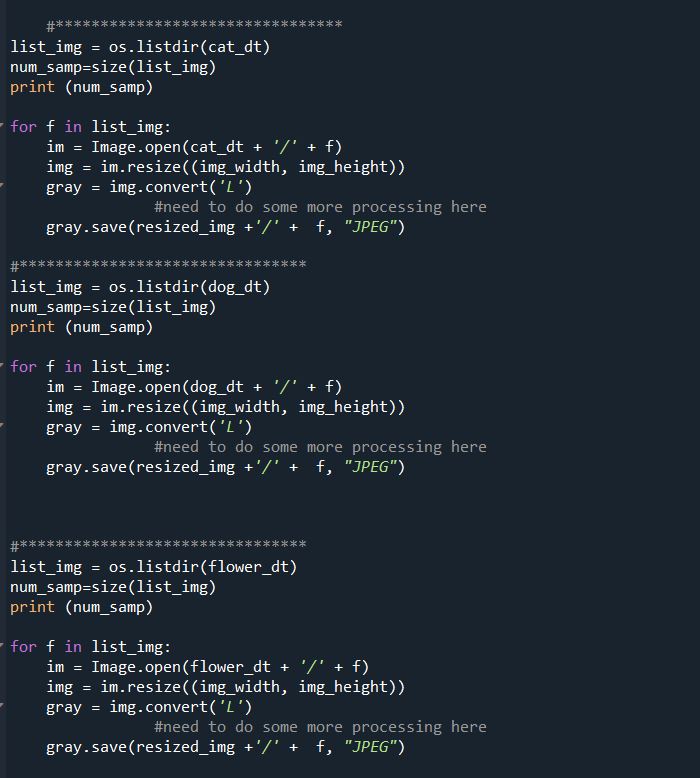 #********************************
list_img = os.listdir(cat_dt)
num_samp=size(list_img)
print (num_samp)
for f in list_img:
im = Image.open(cat_dt + '/' + f)
img = im.resize((img_width, img_height))
gray = img.convert('L')
#need to do some more processing here
gray.save(resized_img +'/' +  f, "JPEG")
#********************************
list_img = os.listdir(dog_dt)
num_samp=size(list_img)
print (num_samp)
for f in list_img:
im = Image.open(dog_dt + '/' + f)
img = im.resize((img_width, img_height))
gray = img.convert('L')
#need to do some more processing here
gray.save(resized_img +'/' +  f, "JPEG")
#********************************
list_img = os.listdir(flower_dt)
num_samp=size(list_img)
print (num_samp)
for f in list_img:
im = Image.open(flower_dt + '/' + f)
img = im.resize((img_width, img_height))
gray = img.convert('L')
#need to do some more processing here
gray.save(resized_img +'/' +  f, "JPEG")